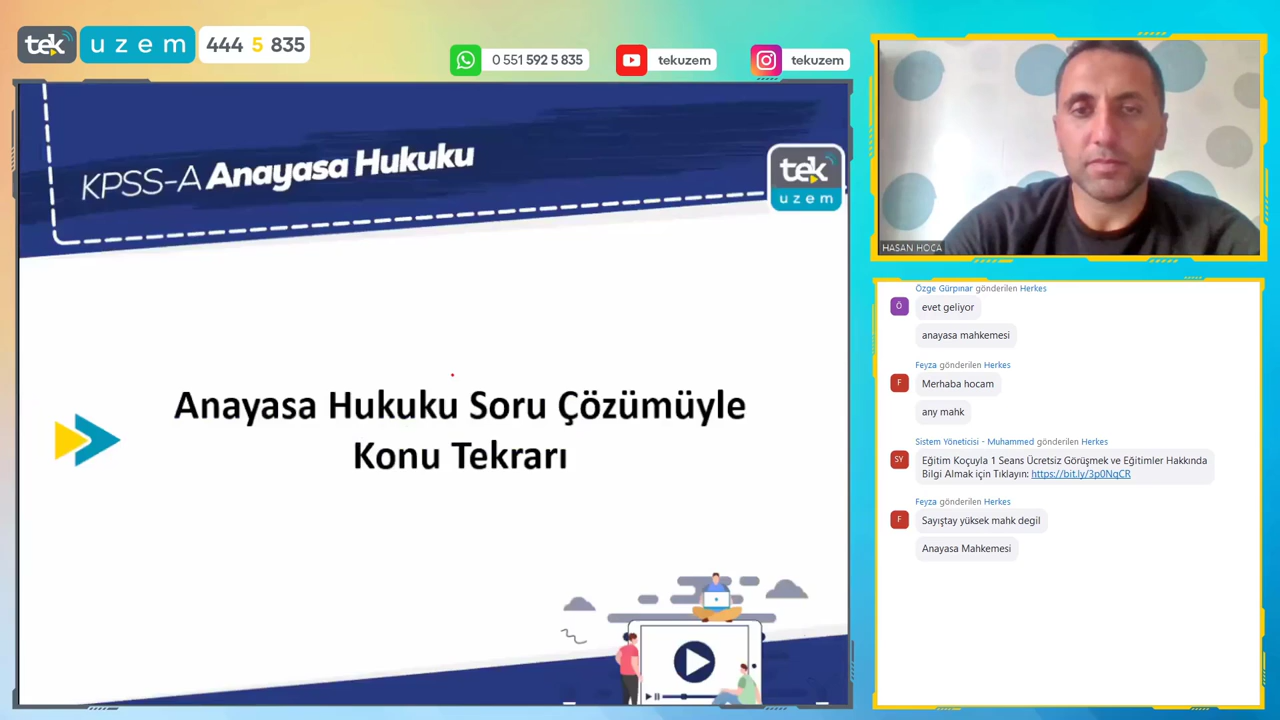 tek
uzem
444 5 835
0 551 592 5 835
tekuzem
tekuzem
KPSS-A Anayasa Hukuku
tek
uzem
Anayasa Hukuku Soru Çözümüyle
Konu Tekrarı
HASAN HOCA
Özge Gürpınar gönderilen Herkes
Ö
evet geliyor
anayasa mahkemesi
Feyza gönderilen Herkes
F
Merhaba hocam
any mahk
Sistem Yöneticisi - Muhammed gönderilen Herkes
SY
Eğitim Koçuyla 1 Seans Ücretsiz Görüşmek ve Eğitimler Hakkında
Bilgi Almak için Tıklayın: https://bit.ly/3p0NqCR
Feyza gönderilen Herkes
F
Sayıştay yüksek mahk degil
Anayasa Mahkemesi